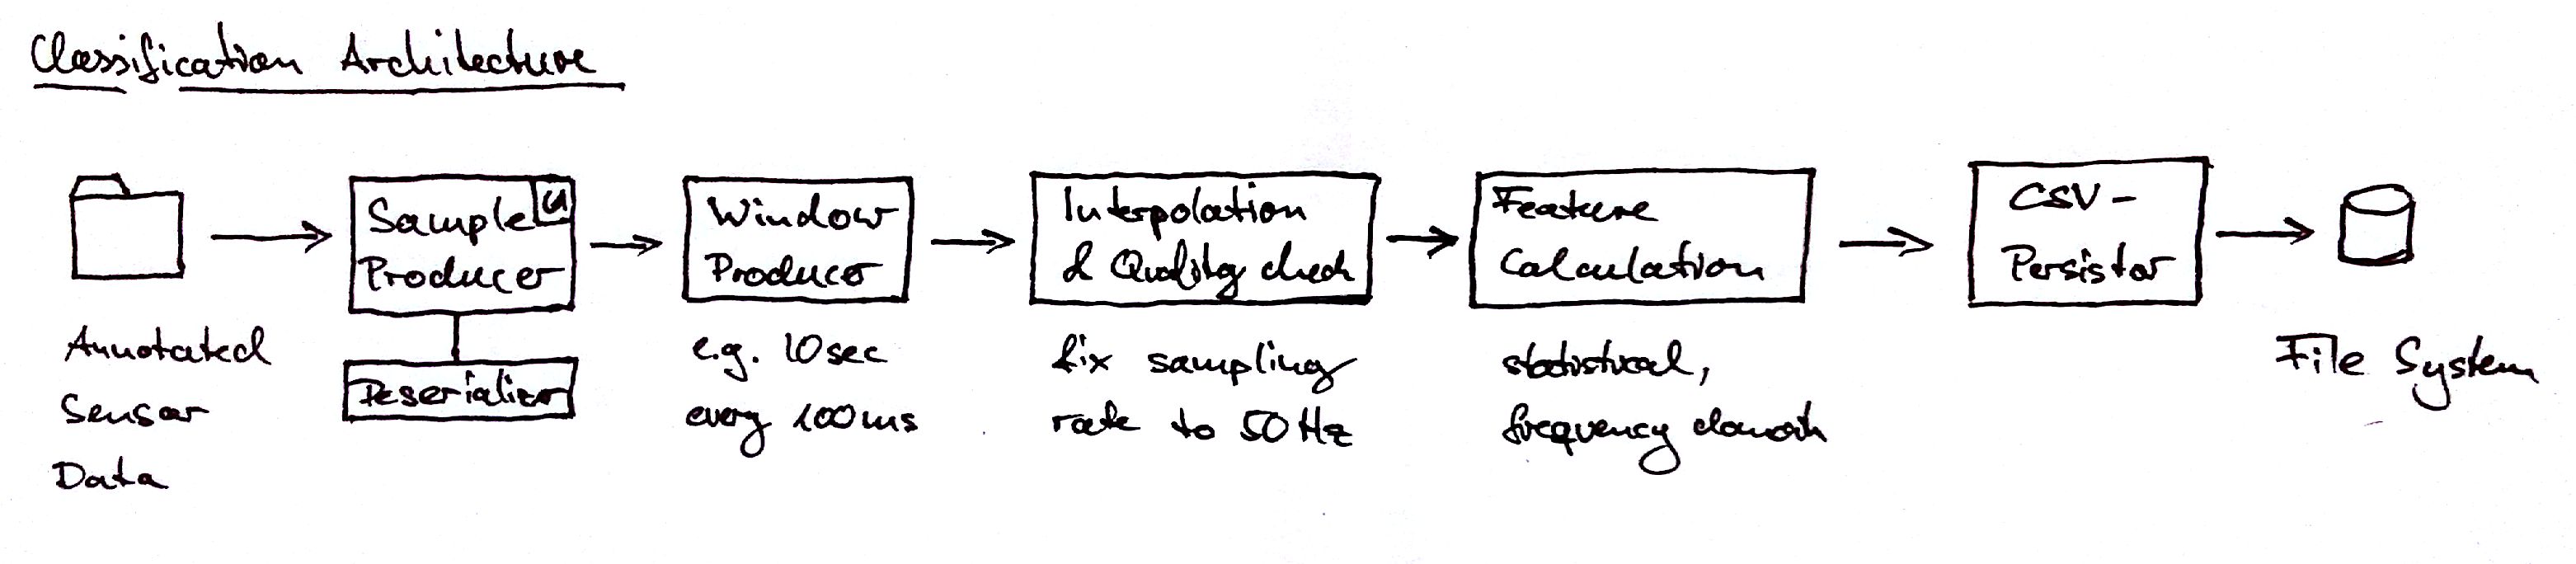 Classification Architecture
Annotated
Sensor
Data
Sample
Producer
Deserializer
Window
Producer
e.g. 10sec
every 100ms
Interpolation
& Quality check
fix sampling
rate to 50 Hz
Feature
Calculation
statistical,
frequency domain
CSV-
Persistor
File System